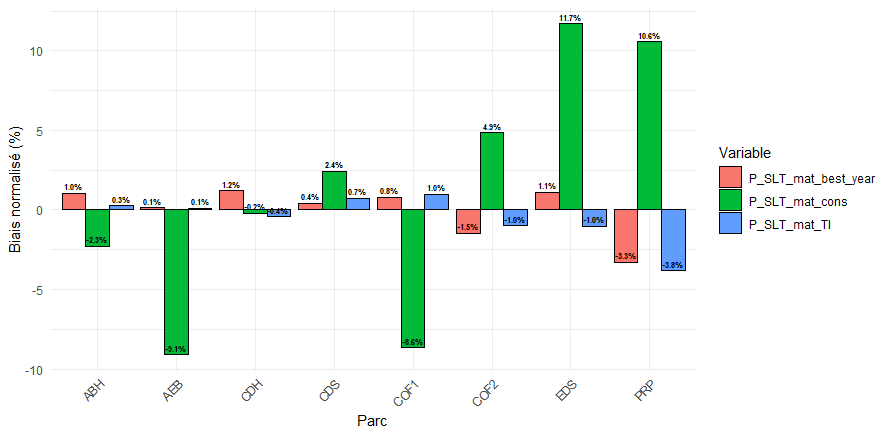 11.7%
10.6%
10
4.9%
5
2.4%
1.0%
0.3%
0.1%
0.1%
1.2%
-0.2%
-0.4%
0.4%
0.7%
0.8%
1.0%
1.1%
0
-1.5%
-1.0%
-1.0%
-2.3%
-3.3%
-3.8%
-5
-9.1%
-8.6%
-10
Biais normalisé (%)
ABH
AEB
CDH
CDS
COF1
COF2
EDS
PRP
Parc
Variable
P_SLT_mat_best_year
P_SLT_mat_cons
P_SLT_mat_TI